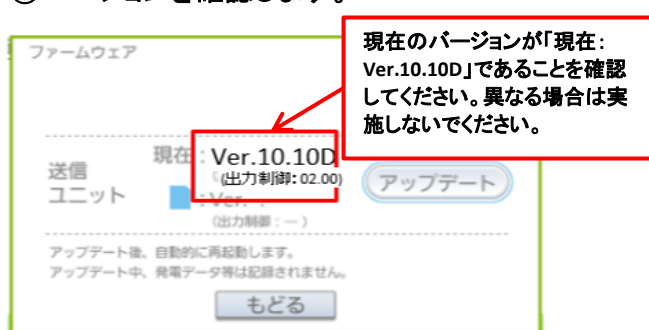 ファームウェア
現在のバージョンが「現在:
Ver.10.10D」であることを確認
してください。異なる場合は実
施しないでください。
現在 : Ver.10.10D
(出力制御: 02.00)
送信
ユニット
: Ver. .
(出力制御 : ー )
アップデート
アップデート後、自動的に再起動します。
アップデート中、発電データ等は記録されません。
もどる